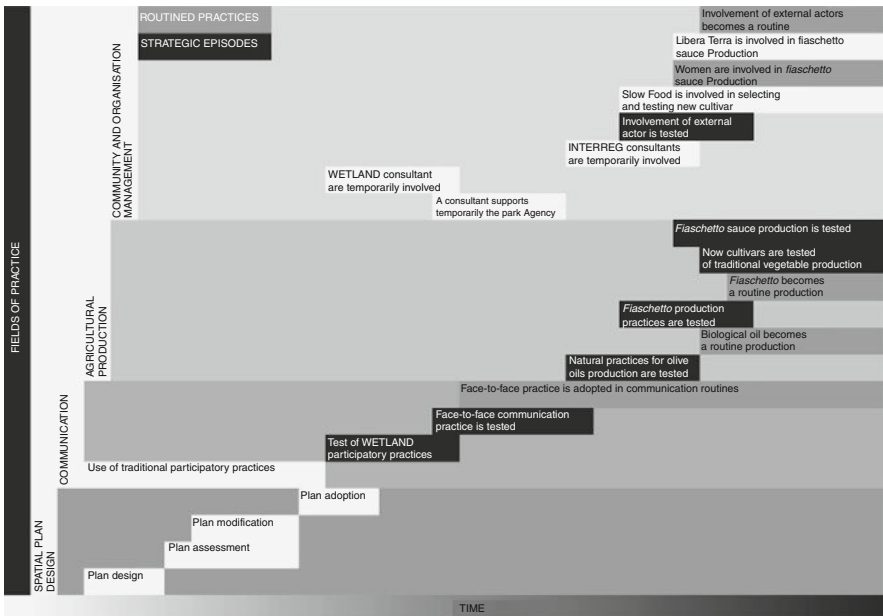 ROUTINED PRACTICES
STRATEGIC EPISODES
Involvement of external actors
becomes a routine
Libera Terra is involved in fiaschetto
sauce Production
Women are involved in fiaschetto
sauce Production
Slow Food is involved in selecting
and testing new cultivar
Involvement of external
actor is tested
INTERREG consultants
are temporarily involved
WETLAND consultant
are temporarily involved
A consultant supports
temporarily the park Agency
COMMUNITY AND ORGANISATION
MANAGEMENT
Fiaschetto sauce production is tested
Now cultivars are tested
of traditional vegetable production
Fiaschetto becomes
a routine production
Fiaschetto production
practices are tested
Biological oil becomes
a routine production
Natural practices for olive
oils production are tested
AGRICULTURAL
PRODUCTION
Face-to-face practice is adopted in communication routines
Face-to-face communication
practice is tested
Test of WETLAND
participatory practices
Use of traditional participatory practices
COMMUNICATION
Plan adoption
Plan modification
Plan assessment
Plan design
SPATIAL PLAN
DESIGN
FIELDS OF PRACTICE
TIME